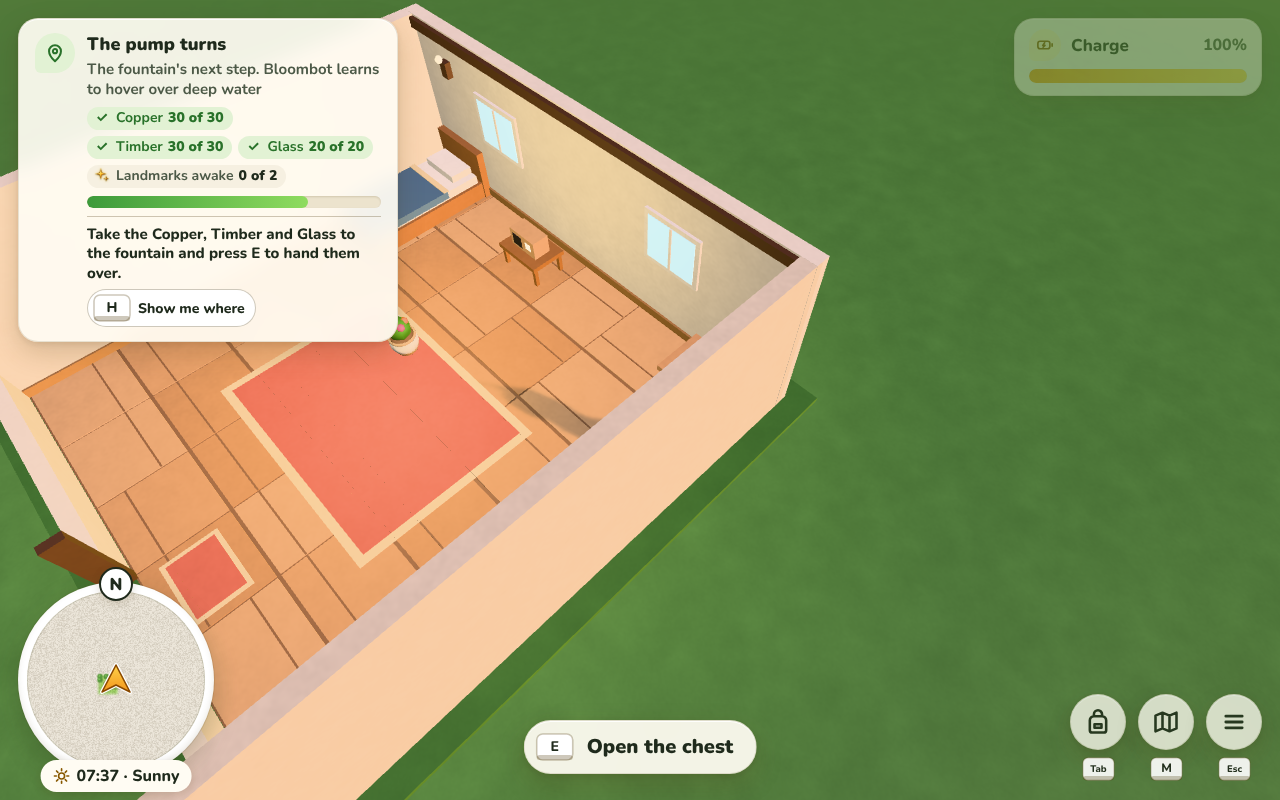 The pump turns
The fountain's next step. Bloombot learns
to hover over deep water
Copper 30 of 30
Timber 30 of 30 Glass 20 of 20
Landmarks awake 0 of 2
Take the Copper, Timber and Glass to
the fountain and press E to hand them
over.
H Show me where
Charge 100%
N
07:37 · Sunny
E Open the chest
Tab M Esc